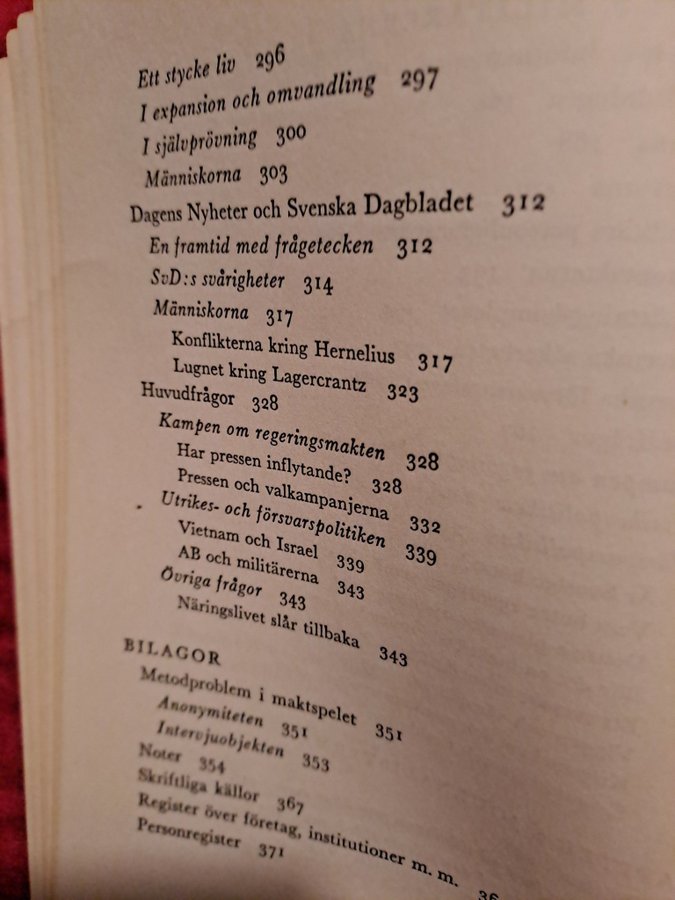 Ett stycke liv 296
I expansion och omvandling 297
I självprövning 300
Människorna 303
Dagens Nyheter och Svenska Dagbladet 312
En framtid med frågetecken 312
SvD:s svårigheter 314
Människorna 317
Konflikterna kring Hernelius 317
Lugnet kring Lagercrantz 323
Huvudfrågor 328
Kampen om regeringsmakten 328
Har pressen inflytande? 328
Pressen och valkampanjerna 332
Utrikes- och försvarspolitiken 339
Vietnam och Israel 339
AB och militärerna 343
Övriga frågor 343
Näringslivet slår tillbaka 343
BILAGOR
Metodproblem i maktspelet 351
Anonymiteten 351
Intervjuobjekten 353
Noter 354
Skriftliga källor 367
Register över företag, institutioner m. m.
Personregister 371